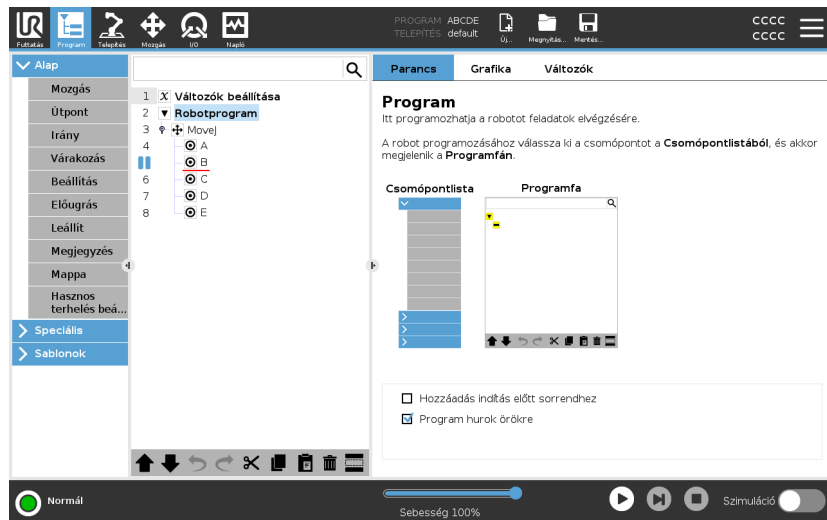 UR
Futtatás
Program
Telepítés
Mozgás
I/O
Napló
PROGRAM ABCDE
TELEPÍTÉS default
Új...
Megnyitás...
Mentés...
CCCC
CCCC
Alap
Mozgás
Útpont
Irány
Várakozás
Beállítás
Előugrás
Leállít
Megjegyzés
Mappa
Hasznos
terhelés beá...
Speciális
Sablonok
1 X Változók beállítása
2 Robotprogram
3 MoveJ
4 A
B
6 C
7 D
8 E
Parancs
Grafika
Változók
Program
Itt programozhatja a robotot feladatok elvégzésére.
A robot programozásához válassza ki a csomópontot a Csomópontlistából, és akkor
megjelenik a Programfán.
Csomópontlista
Programfa
Hozzáadás indítás előtt sorrendhez
Program hurok örökre
Normál
Sebesség 100%
Szimuláció